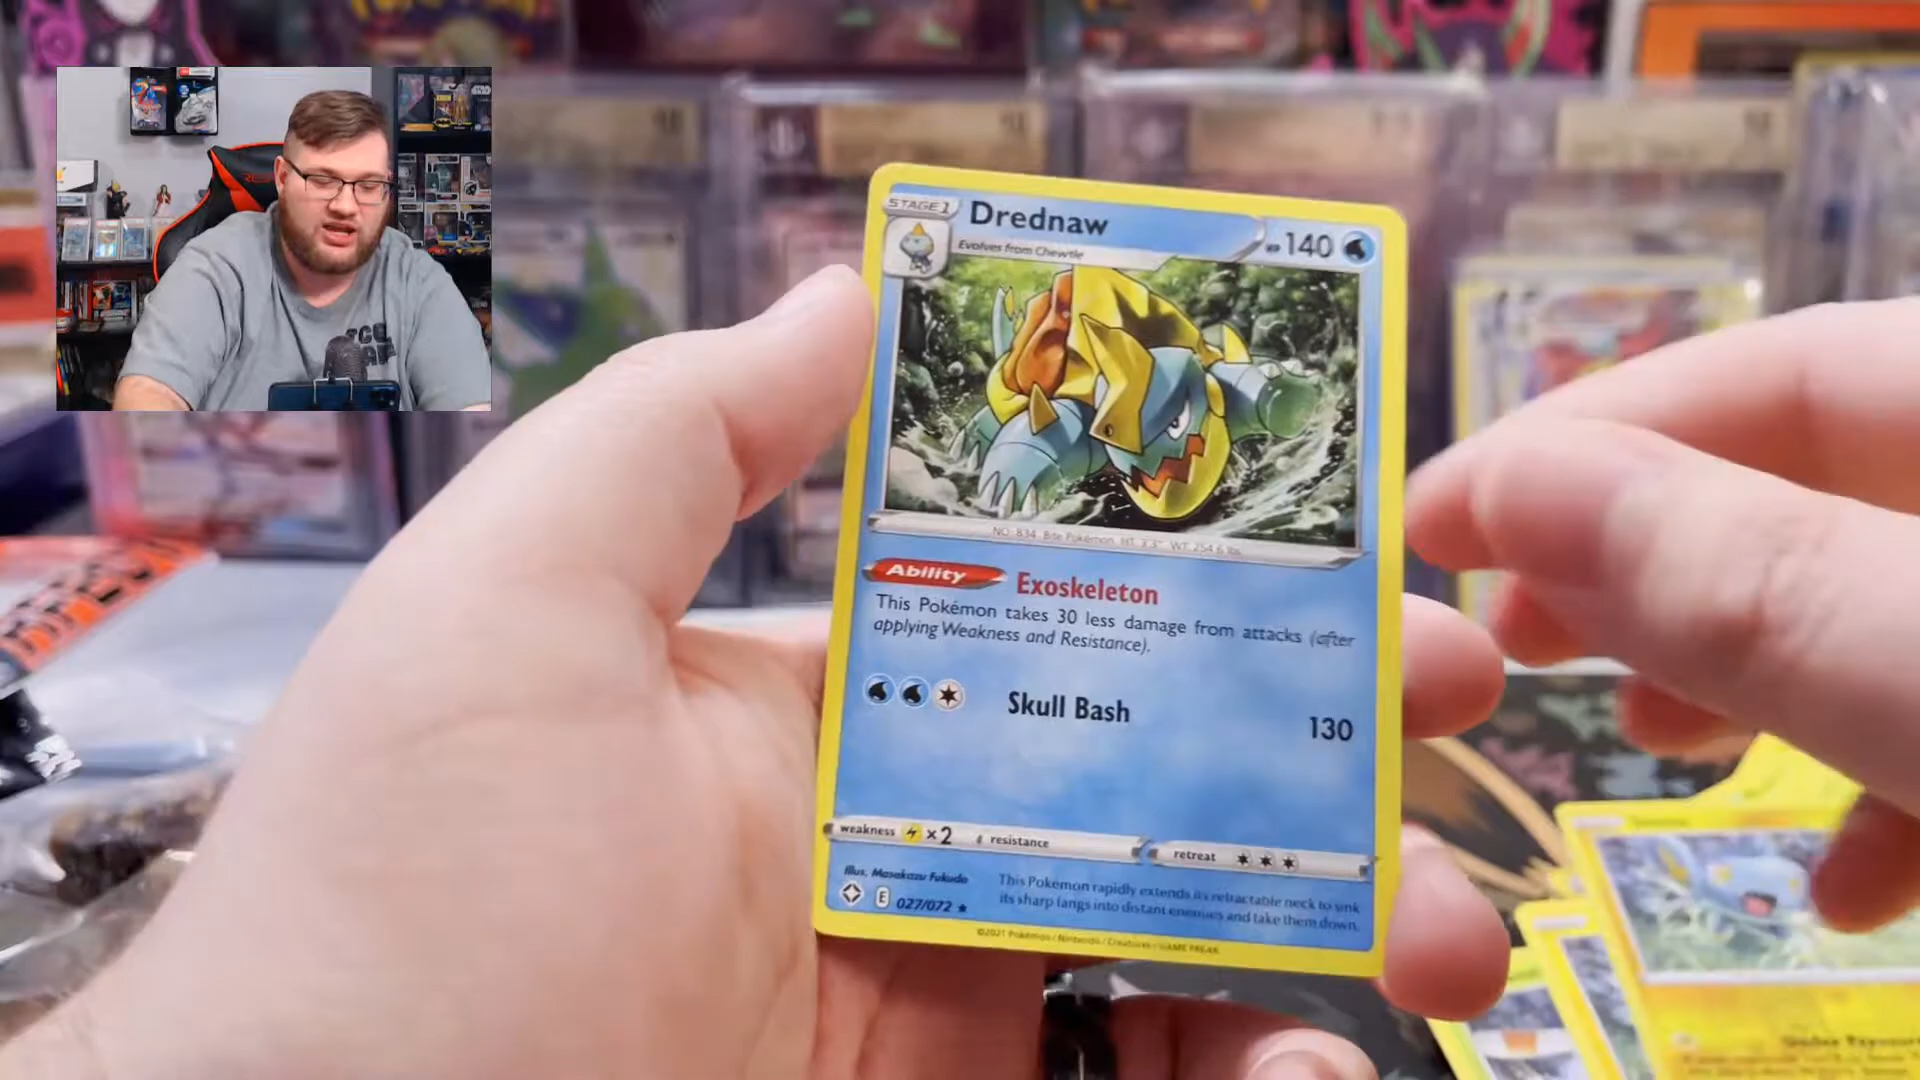 STAGE 1
Drednaw
140
Evolves from Chewtle
NO. 834 Bite Pokémon HT: 3'3" WT: 254.6 lbs.
Ability Exoskeleton
This Pokémon takes 30 less damage from attacks (after
applying Weakness and Resistance).
Skull Bash 130
weakness x2 resistance
retreat
Illus. Masakazu Fukuda
E 027/072
This Pokémon rapidly extends its retractable neck to sink
its sharp fangs into distant enemies and take them down.
©2021 Pokémon / Nintendo / Creatures / GAME FREAK